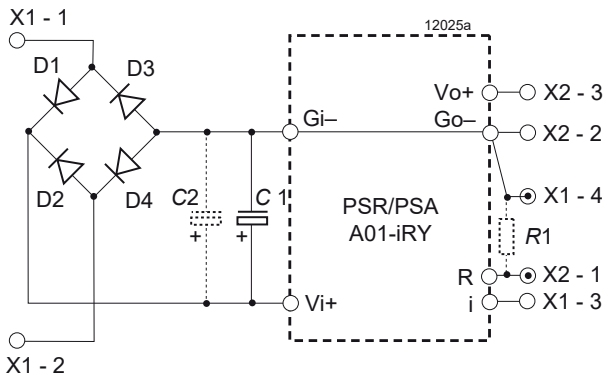 X1 - 1
12025a
D1
D3
Vo+
X2 - 3
Gi–
Go–
X2 - 2
D2
D4
C2
C 1
PSR/PSA
A01-iRY
X1 - 4
R1
+
+
R
X2 - 1
Vi+
i
X1 - 3
X1 - 2